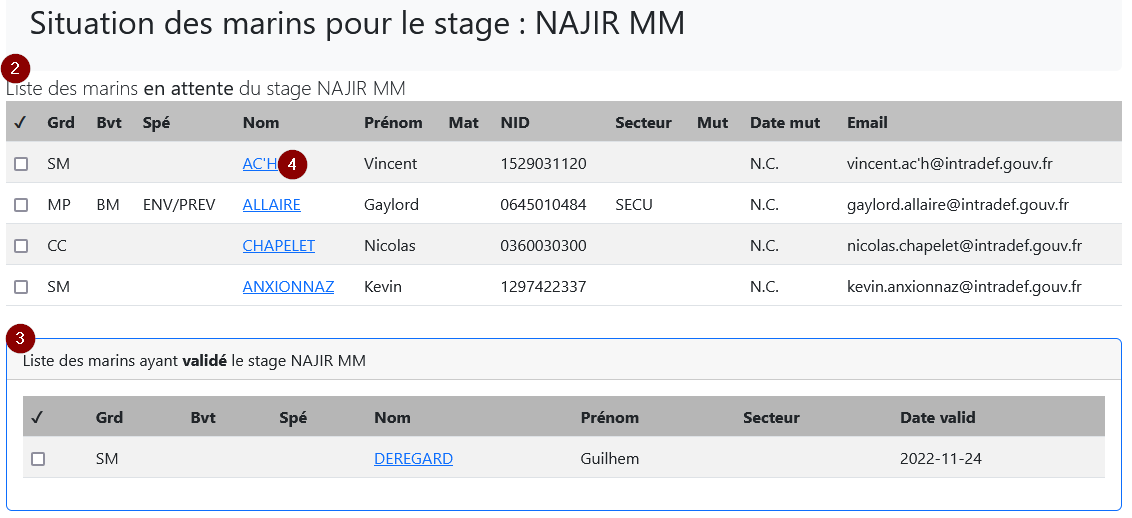 Situation des marins pour le stage : NAJIR MM
2
Liste des marins en attente du stage NAJIR MM
✓ Grd Bvt Spé Nom Prénom Mat NID Secteur Mut Date mut Email
SM AC'H 4 Vincent 1529031120 N.C. vincent.ac'h@intradef.gouv.fr
MP BM ENV/PREV ALLAIRE Gaylord 0645010484 SECU N.C. gaylord.allaire@intradef.gouv.fr
CC CHAPELET Nicolas 0360030300 N.C. nicolas.chapelet@intradef.gouv.fr
SM ANXIONNAZ Kevin 1297422337 N.C. kevin.anxionnaz@intradef.gouv.fr
3
Liste des marins ayant validé le stage NAJIR MM
✓ Grd Bvt Spé Nom Prénom Secteur Date valid
SM DEREGARD Guilhem 2022-11-24